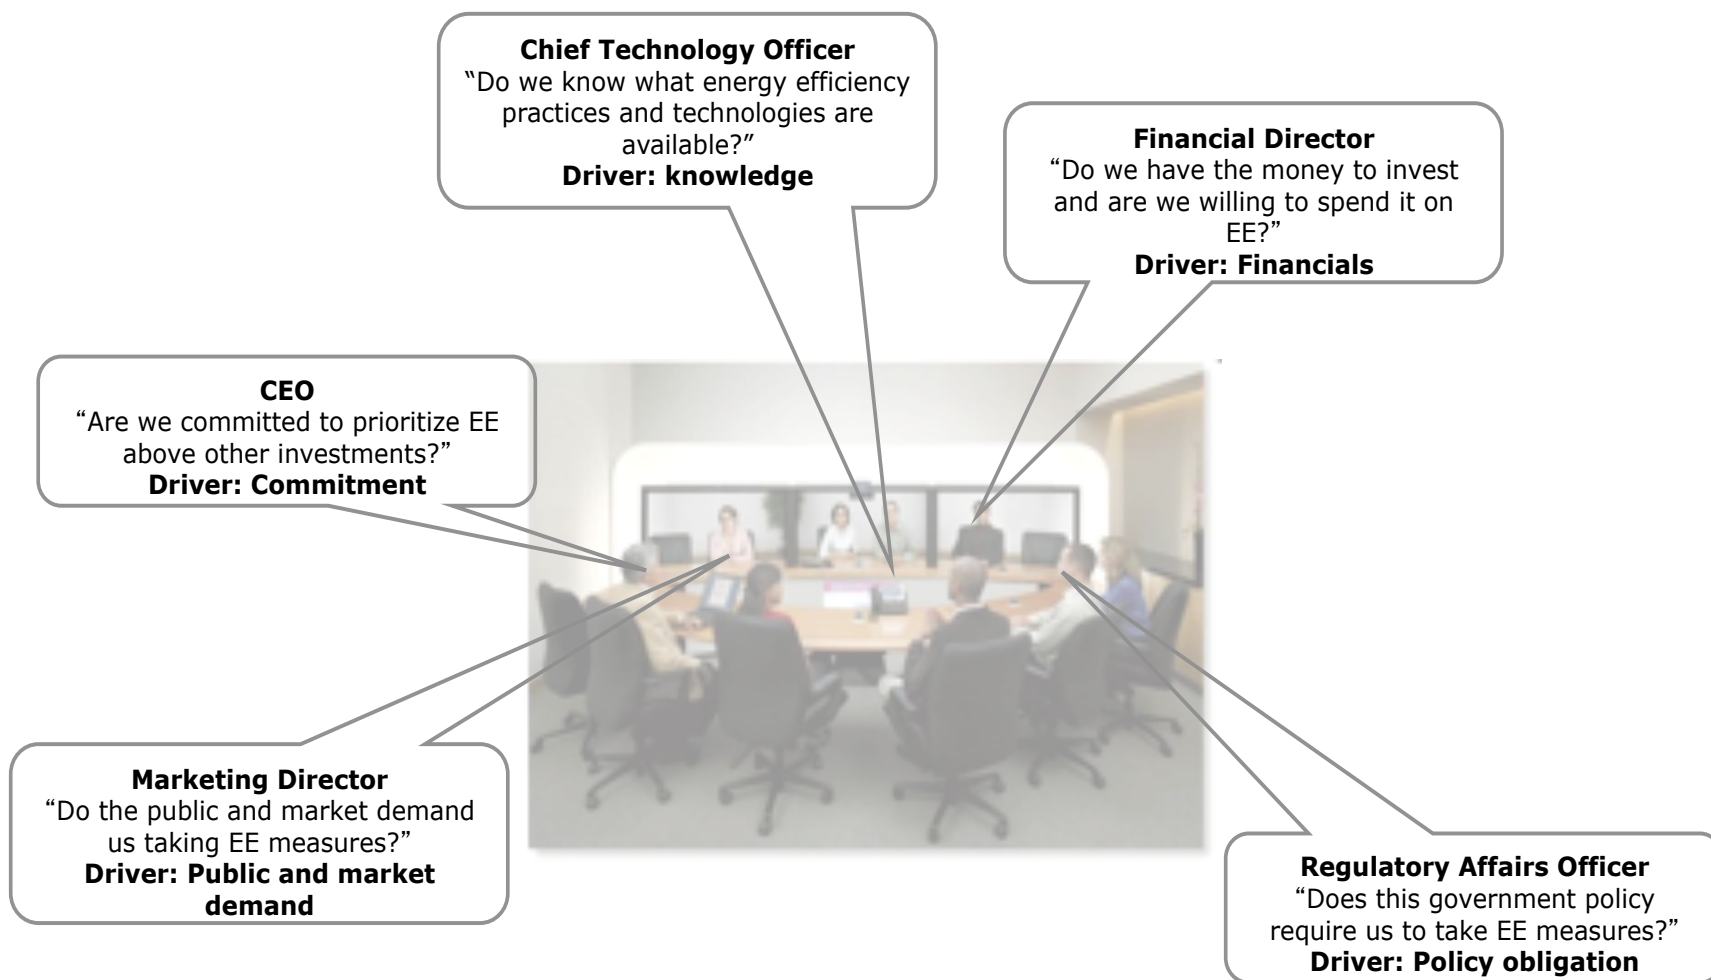 Chief Technology Officer
“Do we know what energy efficiency
practices and technologies are
available?”
Driver: knowledge
Financial Director
“Do we have the money to invest
and are we willing to spend it on
EE?”
Driver: Financials
CEO
“Are we committed to prioritize EE
above other investments?”
Driver: Commitment
Marketing Director
“Do the public and market demand
us taking EE measures?”
Driver: Public and market
demand
Regulatory Affairs Officer
“Does this government policy
require us to take EE measures?”
Driver: Policy obligation